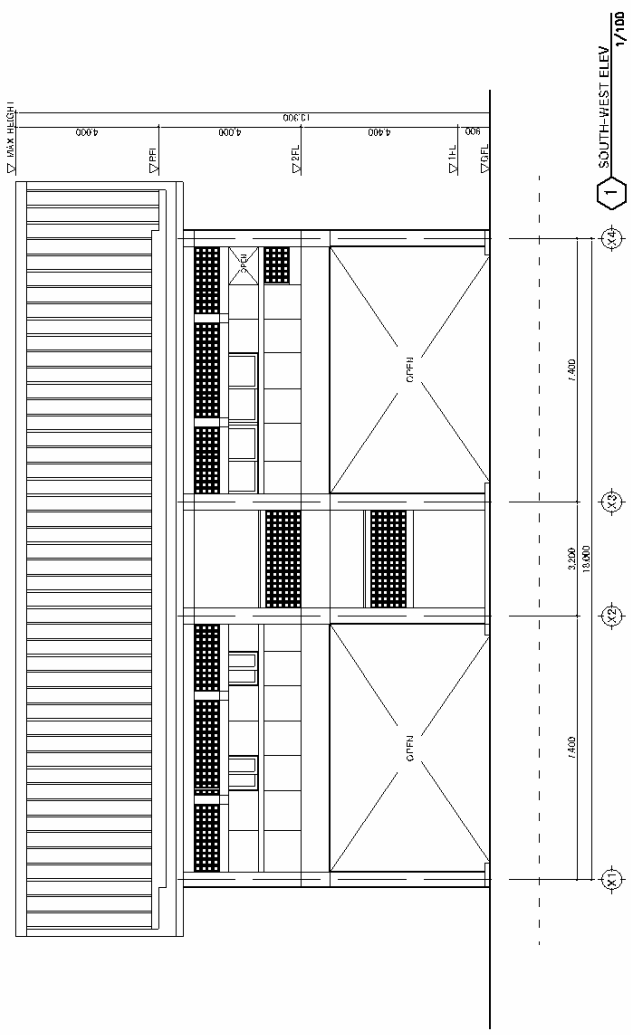 MAX HEIGHT
4,000
RFL
4,000
13,300
2FL
4,400
1FL
900
GFL
OPEN
OPEN
OPEN
7,400
3,200
7,400
18,000
X1
X2
X3
X4
1
SOUTH-WEST ELEV
1/100